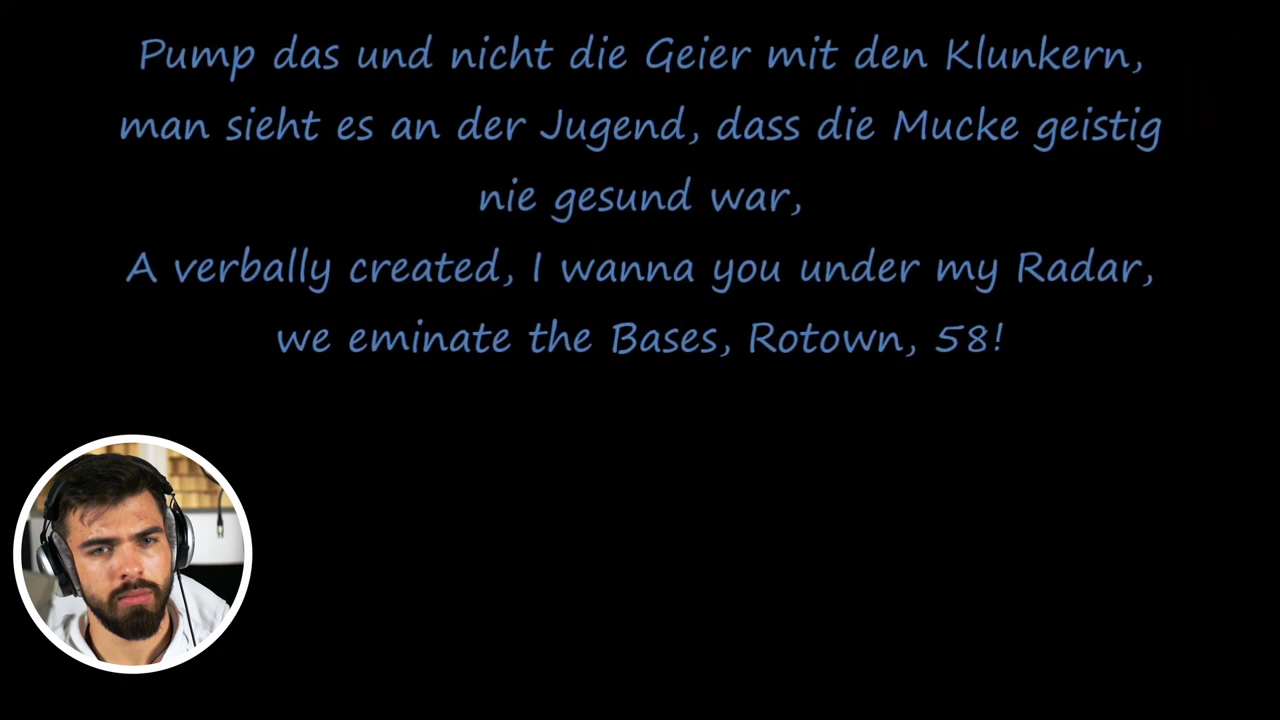 Pump das und nicht die Geier mit den Klunkern,
man sieht es an der Jugend, dass die Mucke geistig
nie gesund war,
A verbally created, I wanna you under my Radar,
we eminate the Bases, Rotown, 58!